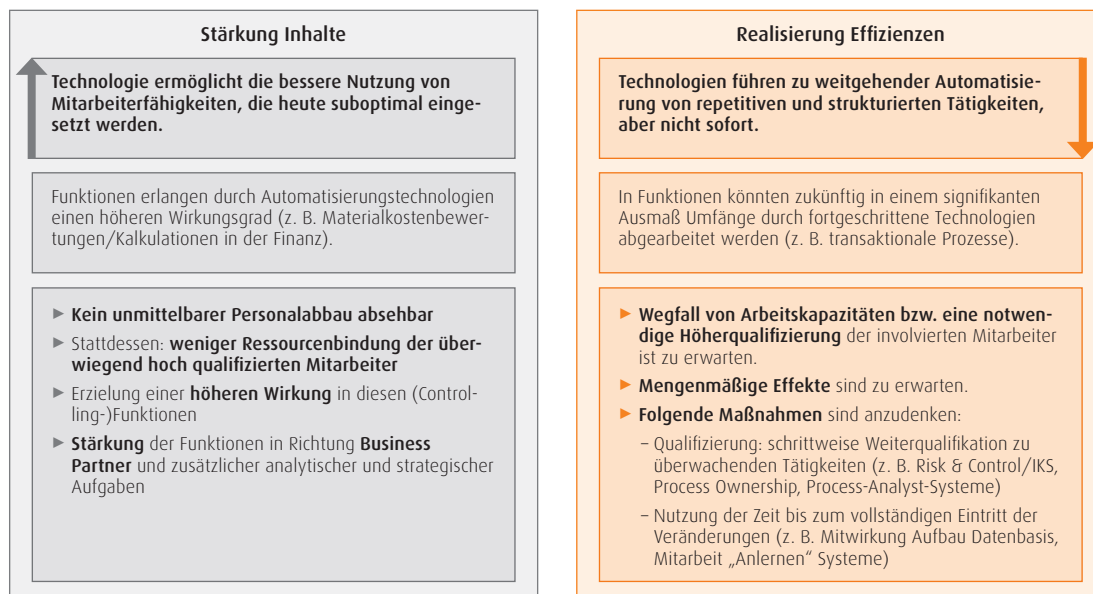 Stärkung Inhalte
Technologie ermöglicht die bessere Nutzung von
Mitarbeiterfähigkeiten, die heute suboptimal einge-
setzt werden.
Funktionen erlangen durch Automatisierungstechnologien
einen höheren Wirkungsgrad (z. B. Materialkostenbewer-
tungen/Kalkulationen in der Finanz).
► Kein unmittelbarer Personalabbau absehbar
► Stattdessen: weniger Ressourcenbindung der über-
wiegend hoch qualifizierten Mitarbeiter
► Erzielung einer höheren Wirkung in diesen (Control-
ling-)Funktionen
► Stärkung der Funktionen in Richtung Business
Partner und zusätzlicher analytischer und strategischer
Aufgaben
Realisierung Effizienzen
Technologien führen zu weitgehender Automatisie-
rung von repetitiven und strukturierten Tätigkeiten,
aber nicht sofort.
In Funktionen könnten zukünftig in einem signifikanten
Ausmaß Umfänge durch fortgeschrittene Technologien
abgearbeitet werden (z. B. transaktionale Prozesse).
► Wegfall von Arbeitskapazitäten bzw. eine notwen-
dige Höherqualifizierung der involvierten Mitarbeiter
ist zu erwarten.
► Mengenmäßige Effekte sind zu erwarten.
► Folgende Maßnahmen sind anzudenken:
– Qualifizierung: schrittweise Weiterqualifikation zu
überwachenden Tätigkeiten (z. B. Risk & Control/IKS,
Process Ownership, Process-Analyst-Systeme)
– Nutzung der Zeit bis zum vollständigen Eintritt der
Veränderungen (z. B. Mitwirkung Aufbau Datenbasis,
Mitarbeit „Anlernen“ Systeme)